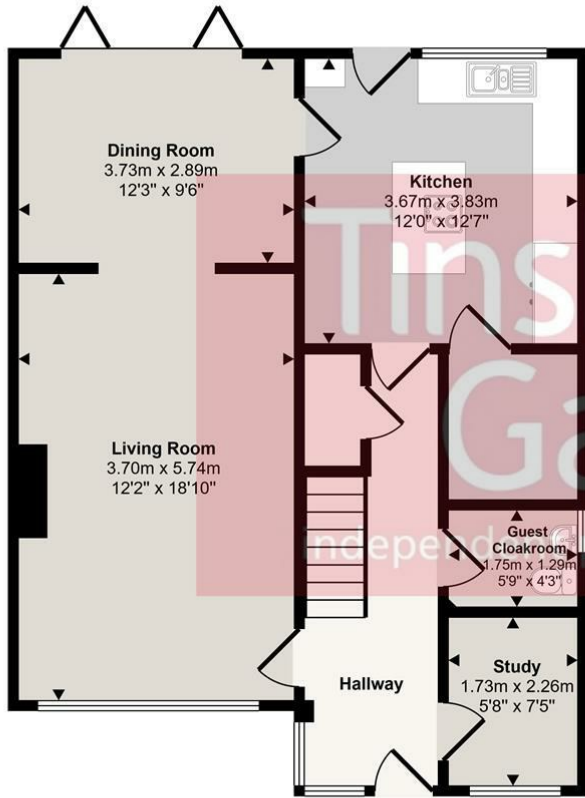 Dining Room
3.73m x 2.89m
12'3" x 9'6"
Kitchen
3.67m x 3.83m
12'0" x 12'7"
Living Room
3.70m x 5.74m
12'2" x 18'10"
Guest
Cloakroom
1.75m x 1.29m
5'9" x 4'3"
Hallway
Study
1.73m x 2.26m
5'8" x 7'5"
Tins
Ga